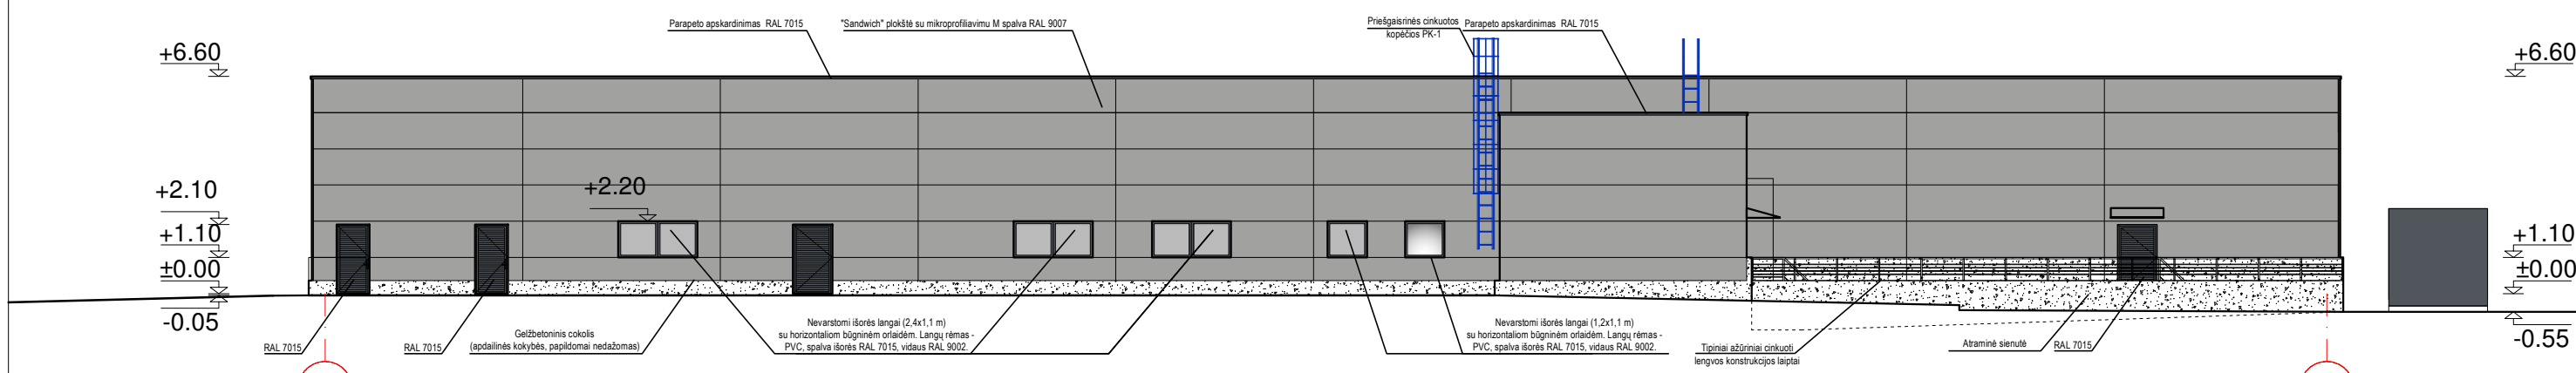 Parapeto apskardinimas RAL 7015
"Sandwich" plokštė su mikroprofiliavimu M spalva RAL 9007
Priešgaisrinės cinkuotos
kopėčios PK-1
Parapeto apskardinimas RAL 7015
+6.60
+6.60
+2.10
+2.20
+1.10
±0.00
-0.05
+1.10
±0.00
-0.55
RAL 7015
RAL 7015
Gelžbetoninis cokolis
(apdailinės kokybės, papildomai nedažomas)
Nevarstomi išorės langai (2,4x1,1 m)
su horizontaliom būgninėm orlaidėm. Langų rėmas -
PVC, spalva išorės RAL 7015, vidaus RAL 9002.
Nevarstomi išorės langai (1,2x1,1 m)
su horizontaliom būgninėm orlaidėm. Langų rėmas -
PVC, spalva išorės RAL 7015, vidaus RAL 9002.
Tipiniai ažūriniai cinkuoti
lengvos konstrukcijos laiptai
Atraminė sienutė
RAL 7015